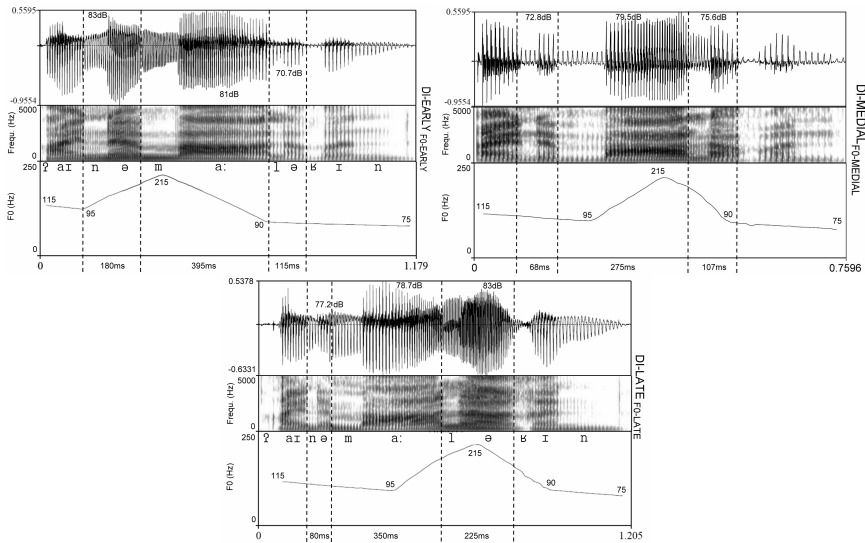 0.5595
83dB
70.7dB
81dB
-0.9554
5000
Frequ. (Hz)
0
ʔ aɪ n ə m aː l ə ʁ ɪ n
250
F0 (Hz)
115
95
215
90
75
0
0
180ms
395ms
115ms
1.179
DI-EARLY F0-EARLY
0.5595
72.8dB
79.5dB
75.6dB
-0.9554
5000
Frequ. (Hz)
0
250
F0 (Hz)
115
95
215
90
75
0
0
68ms
275ms
107ms
0.7596
DI-MEDIAL F0-MEDIAL
0.5378
77.2dB
78.7dB
83dB
-0.6331
5000
Frequ. (Hz)
0
ʔ aɪ n ə m aː l ə ʁ ɪ n
250
F0 (Hz)
115
95
215
90
75
0
0
80ms
350ms
225ms
1.205
DI-LATE F0-LATE